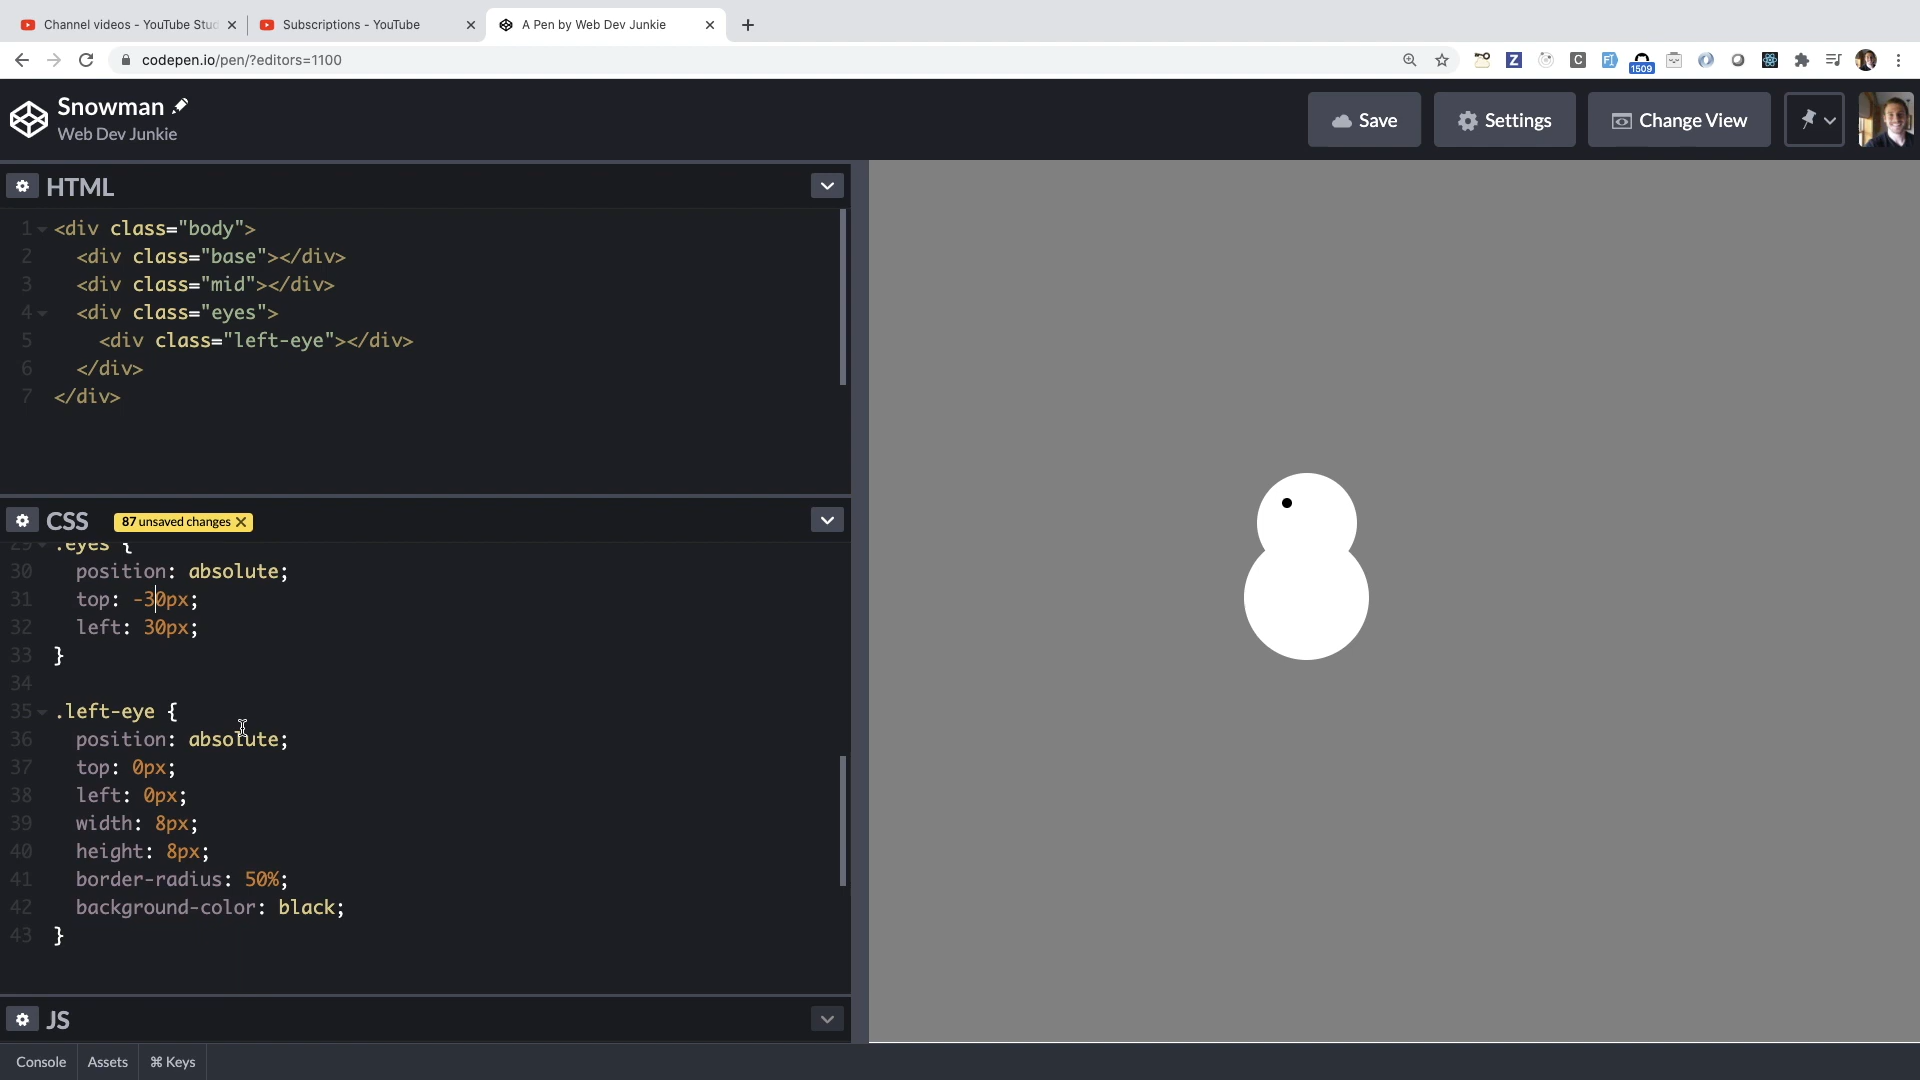 Channel videos - YouTube Stud
Subscriptions - YouTube
A Pen by Web Dev Junkie
codepen.io/pen/?editors=1100
1509
Snowman
Web Dev Junkie
Save
Settings
Change View
HTML
1 <div class="body">
2 <div class="base"></div>
3 <div class="mid"></div>
4 <div class="eyes">
5 <div class="left-eye"></div>
6 </div>
7 </div>
CSS
87 unsaved changes
29 .eyes {
30 position: absolute;
31 top: -30px;
32 left: 30px;
33 }
34
35 .left-eye {
36 position: absolute;
37 top: 0px;
38 left: 0px;
39 width: 8px;
40 height: 8px;
41 border-radius: 50%;
42 background-color: black;
43 }
JS
Console
Assets
⌘ Keys